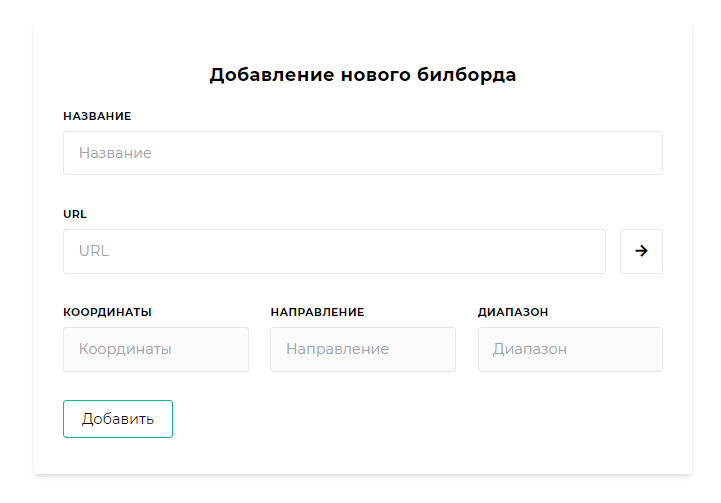 Добавление нового билборда
НАЗВАНИЕ
Название
URL
URL
КООРДИНАТЫ НАПРАВЛЕНИЕ ДИАПАЗОН
Координаты Направление Диапазон
Добавить